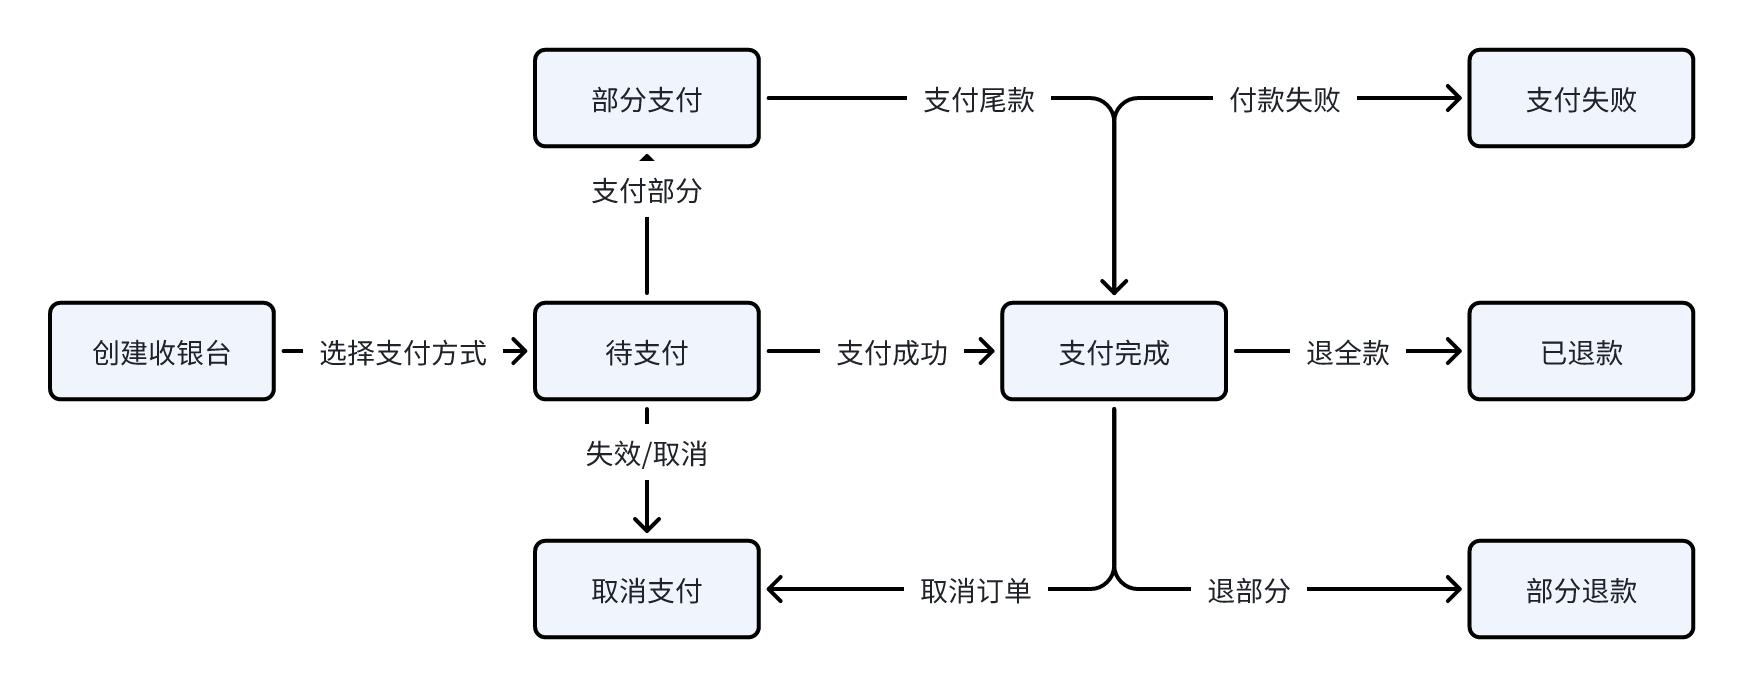 部分支付
支付尾款
付款失败
支付失败
支付部分
创建收银台
选择支付方式
待支付
支付成功
支付完成
退全款
已退款
失效/取消
取消支付
取消订单
退部分
部分退款